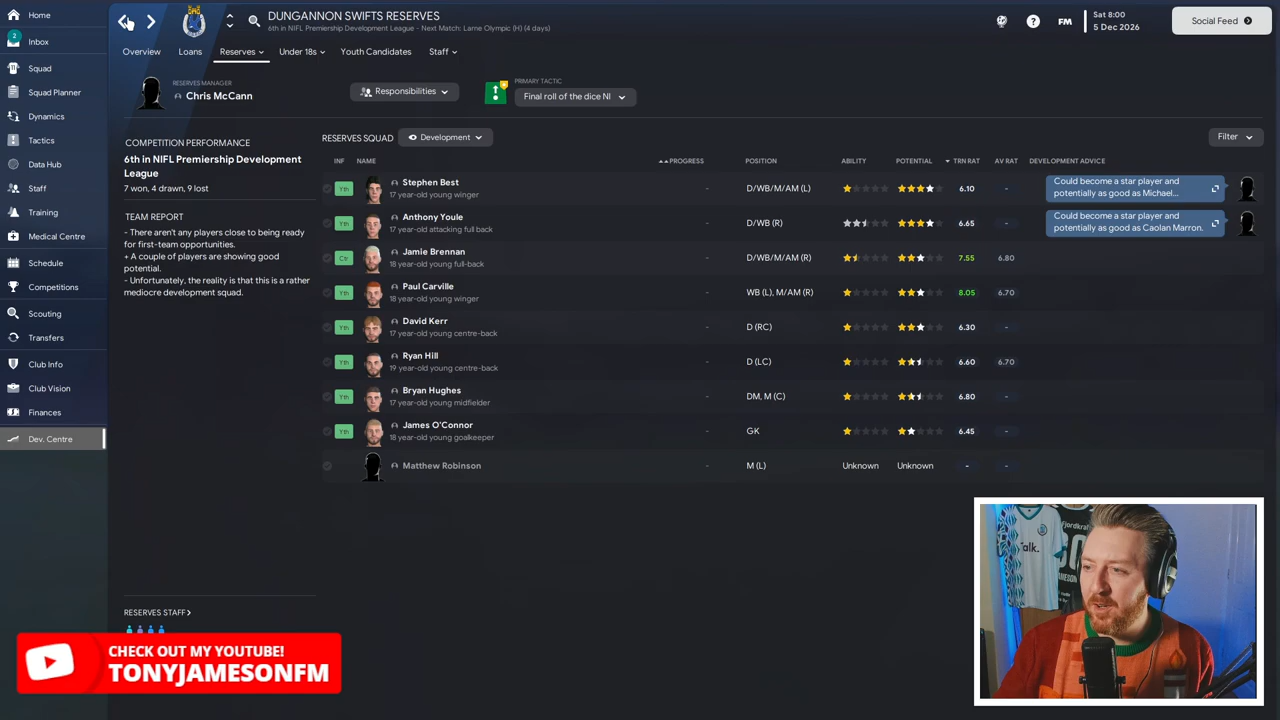 Home
2
Inbox
Squad
Squad Planner
Dynamics
Tactics
Data Hub
Staff
Training
Medical Centre
Schedule
Competitions
Scouting
Transfers
Club Info
Club Vision
Finances
Dev. Centre
DUNGANNON SWIFTS RESERVES
6th in NIFL Premiership Development League - Next Match: Larne Olympic (H) (4 days)
? FM
Sat 8:00
5 Dec 2026
Social Feed
Overview Loans Reserves Under 18s Youth Candidates Staff
RESERVES MANAGER
Chris McCann
Responsibilities
PRIMARY TACTIC
Final roll of the dice NI
COMPETITION PERFORMANCE
6th in NIFL Premiership Development
League
7 won, 4 drawn, 9 lost
TEAM REPORT
- There aren't any players close to being ready
for first-team opportunities.
+ A couple of players are showing good
potential.
- Unfortunately, the reality is that this is a rather
mediocre development squad.
RESERVES STAFF
RESERVES SQUAD Development Filter
INF NAME PROGRESS POSITION ABILITY POTENTIAL TRN RAT AV RAT DEVELOPMENT ADVICE
Yth Stephen Best - D/WB/M/AM (L) 6.10 -
17 year-old young winger
Could become a star player and
potentially as good as Michael...
Yth Anthony Youle - D/WB (R) 6.65 -
17 year-old attacking full back
Could become a star player and
potentially as good as Caolan Marron.
Ctr Jamie Brennan - D/WB/M/AM (R) 7.55 6.80
18 year-old young full-back
Yth Paul Carville - WB (L), M/AM (R) 8.05 6.70
18 year-old young winger
Yth David Kerr - D (RC) 6.30 -
17 year-old young centre-back
Yth Ryan Hill - D (LC) 6.60 6.70
19 year-old young centre-back
Yth Bryan Hughes - DM, M (C) 6.80 -
17 year-old young midfielder
Yth James O'Connor - GK 6.45 -
18 year-old young goalkeeper
Matthew Robinson - M (L) Unknown Unknown - -
CHECK OUT MY YOUTUBE!
TONYJAMESONFM
Talk.
Fjordkraft
JAMESON